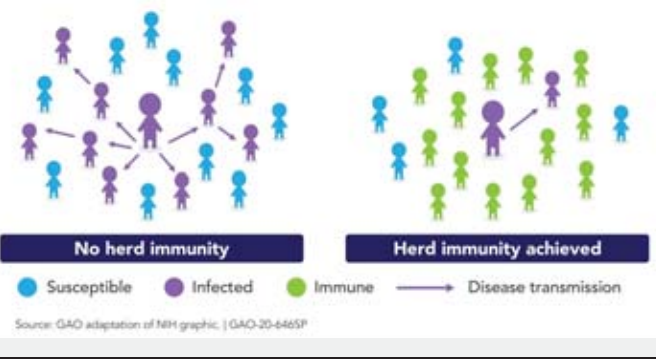 No herd immunity
Herd immunity achieved
Susceptible
Infected
Immune
Disease transmission
Source: GAO adaptation of NIH graphic. | GAO-20-646SP